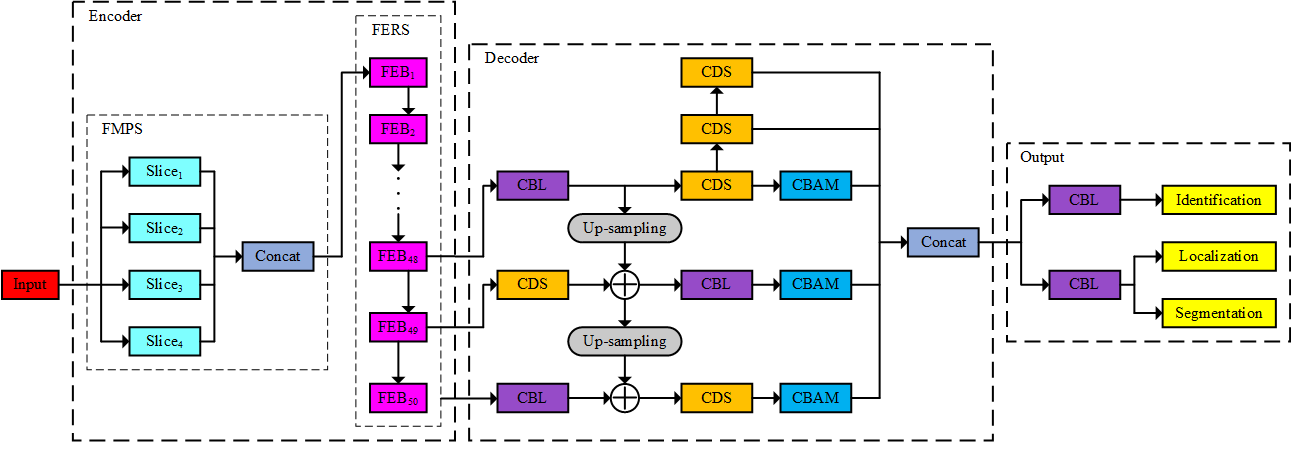 Encoder
FERS
FMPS
Input
Slice₁
Slice₂
Slice₃
Slice₄
Concat
FEB₁
FEB₂
FEB₄₈
FEB₄₉
FEB₅₀
Decoder
CDS
CDS
CBL
CDS
CBAM
Up-sampling
CDS
CBL
CBAM
Up-sampling
CBL
CDS
CBAM
Concat
Output
CBL
Identification
CBL
Localization
Segmentation